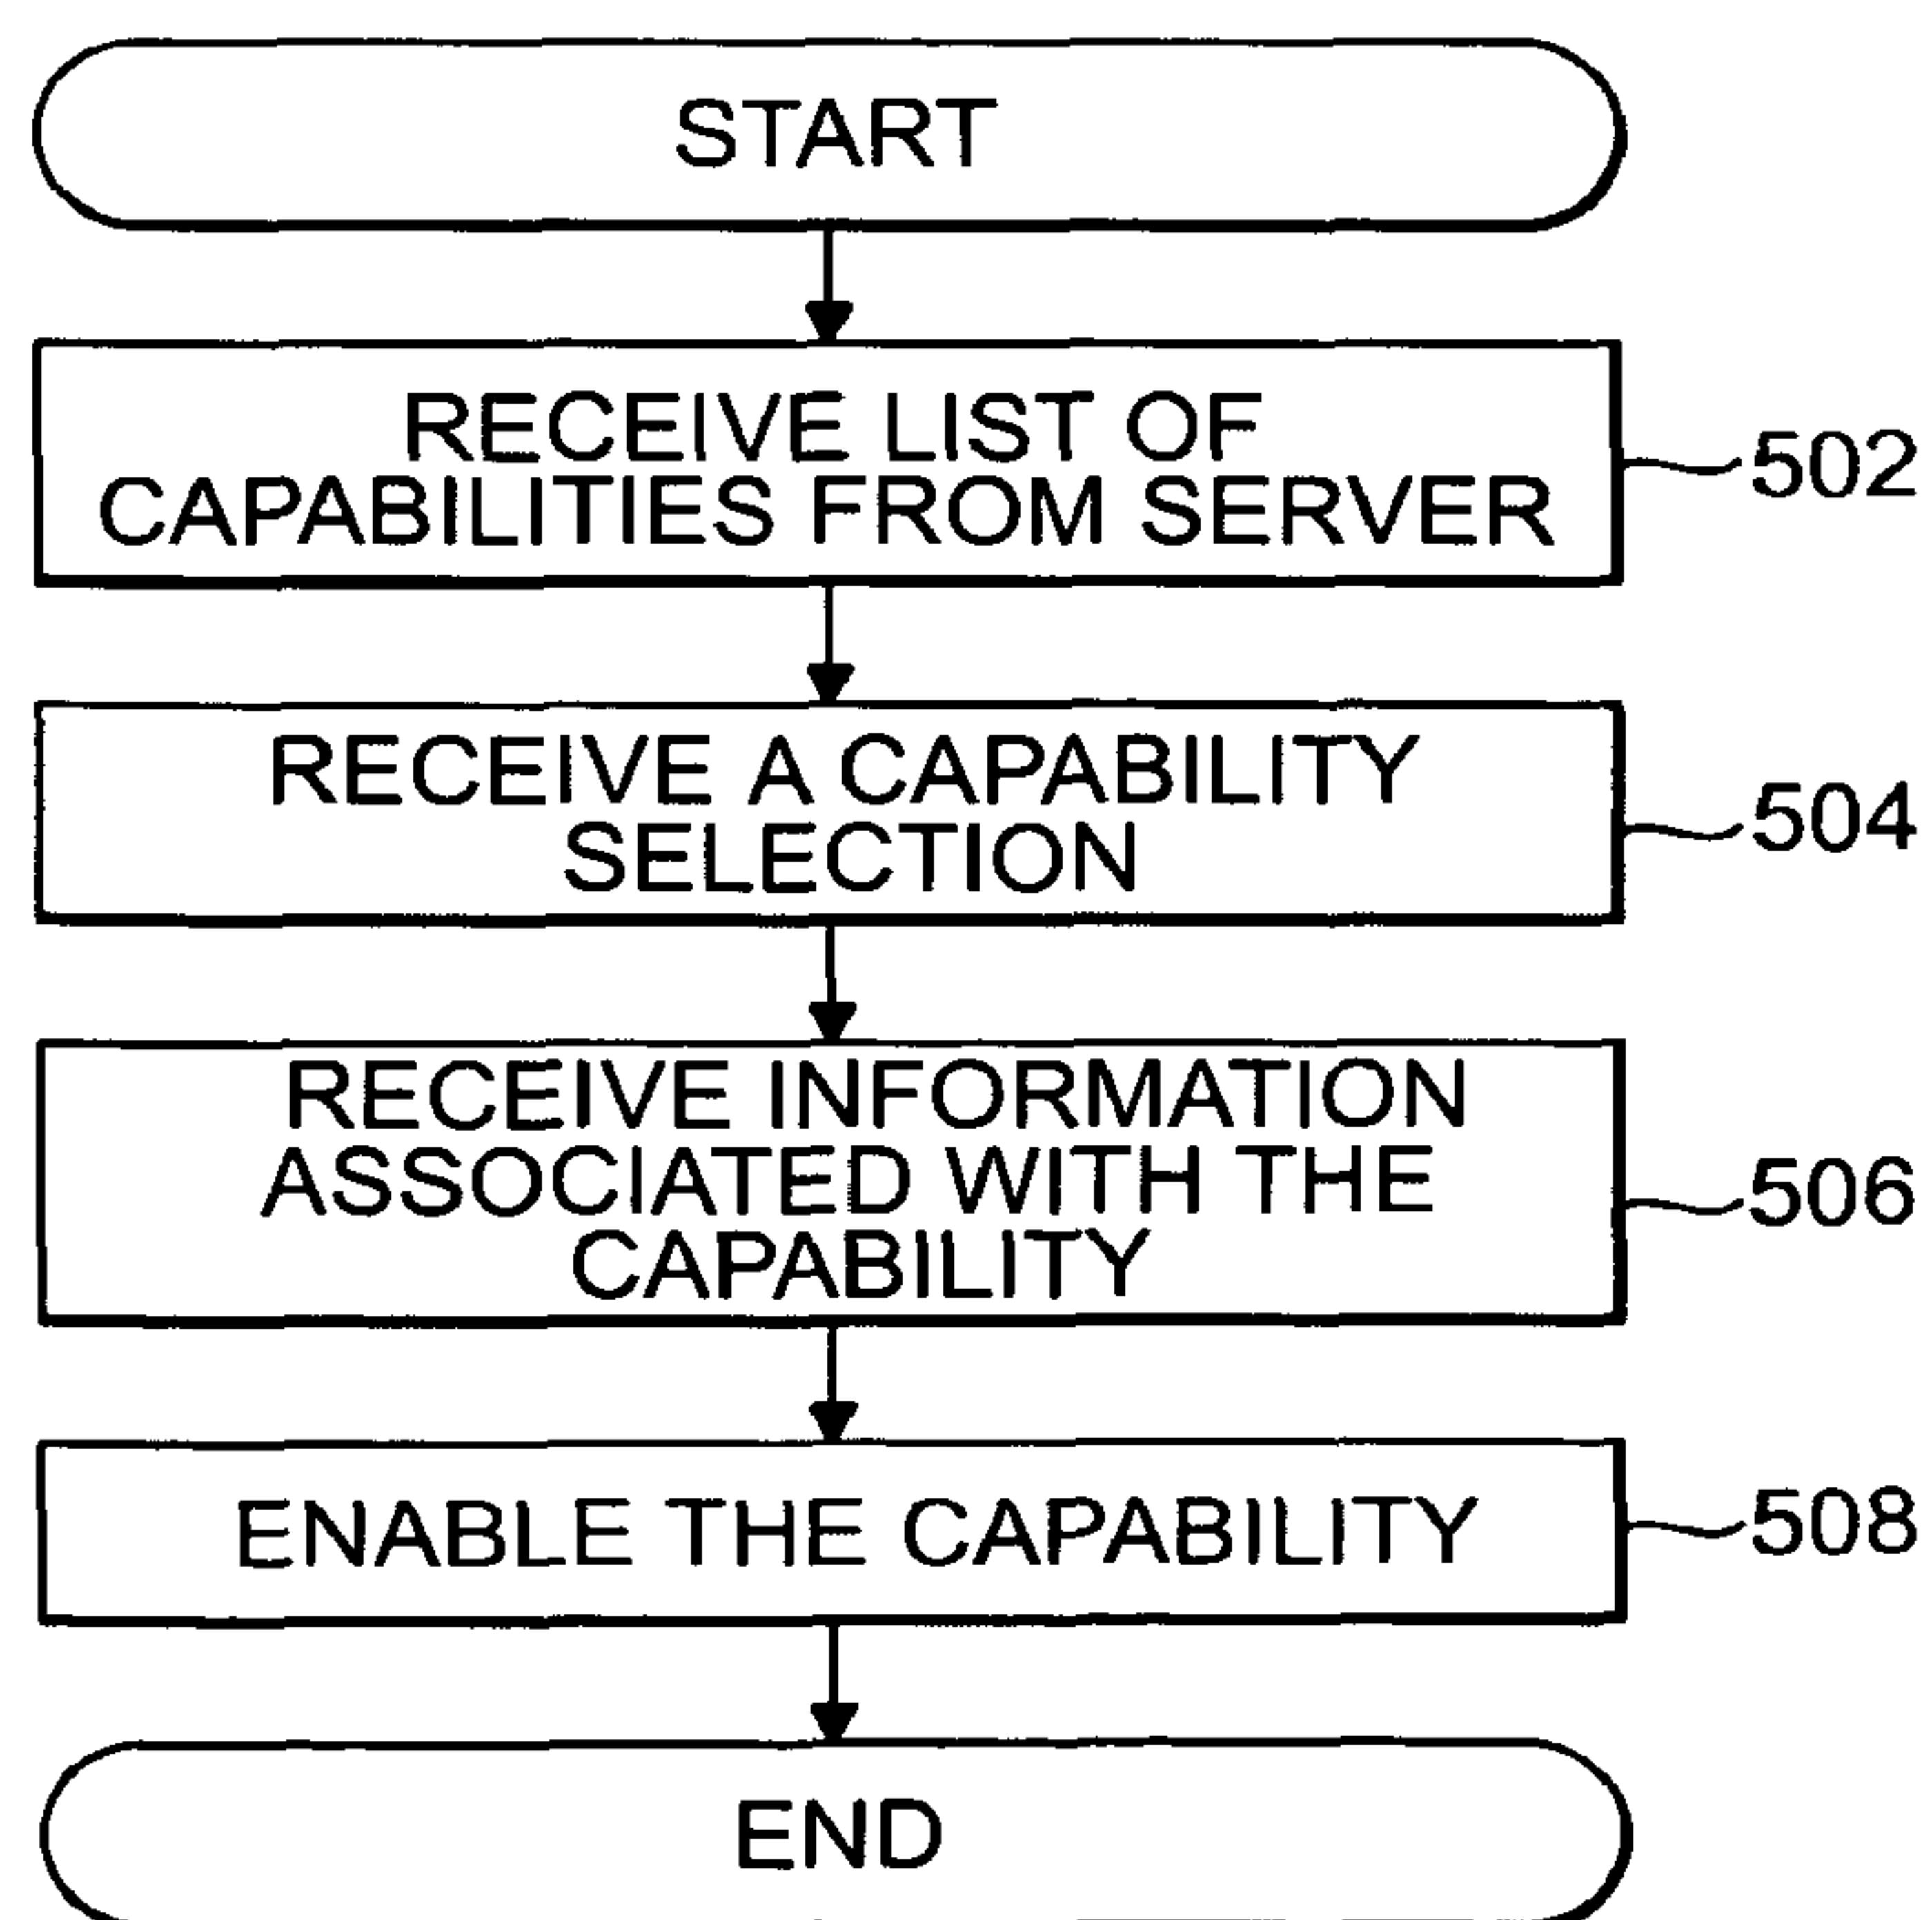 START
RECEIVE LIST OF
CAPABILITIES FROM SERVER
502
RECEIVE A CAPABILITY
SELECTION
504
RECEIVE INFORMATION
ASSOCIATED WITH THE
CAPABILITY
506
ENABLE THE CAPABILITY
508
END